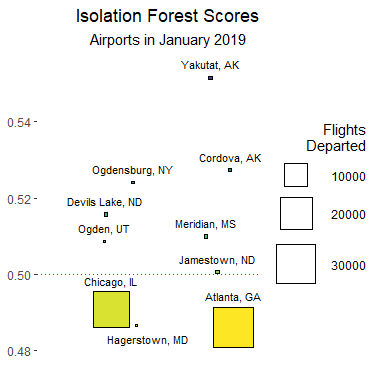 Isolation Forest Scores
Airports in January 2019
Yakutat, AK
0.54
Flights
Departed
Cordova, AK
Ogdensburg, NY
10000
0.52
Devils Lake, ND
20000
Meridian, MS
Ogden, UT
Jamestown, ND
30000
0.50
Chicago, IL
Atlanta, GA
Hagerstown, MD
0.48